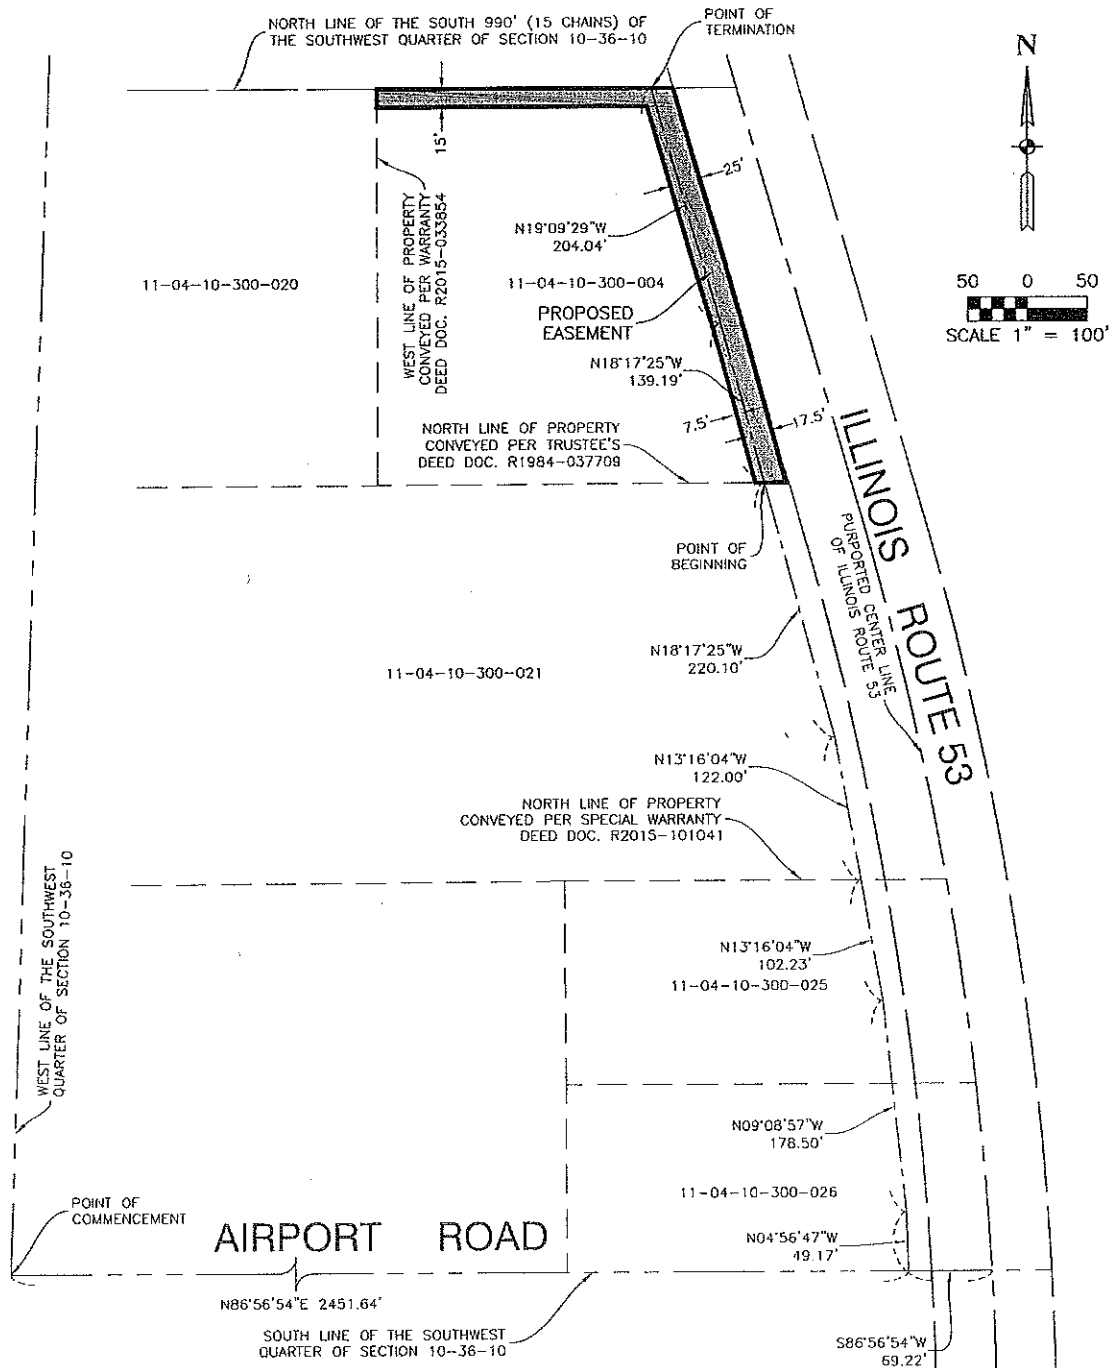 NORTH LINE OF THE SOUTH 990' (15 CHAINS) OF
THE SOUTHWEST QUARTER OF SECTION 10-36-10
POINT OF
TERMINATION
N
15'
25'
WEST LINE OF PROPERTY
CONVEYED PER WARRANTY
DEED DOC. R2015-033854
N19°09'29"W
204.04'
11-04-10-300-020
11-04-10-300-004
PROPOSED
EASEMENT
50 0 50
SCALE 1" = 100'
N18°17'25"W
139.19'
7.5'
17.5'
NORTH LINE OF PROPERTY
CONVEYED PER TRUSTEE'S
DEED DOC. R1984-037709
ILLINOIS ROUTE 53
PURPORTED CENTER LINE
OF ILLINOIS ROUTE 53
POINT OF
BEGINNING
N18°17'25"W
220.10'
11-04-10-300-021
N13°16'04"W
122.00'
NORTH LINE OF PROPERTY
CONVEYED PER SPECIAL WARRANTY
DEED DOC. R2015-101041
WEST LINE OF THE SOUTHWEST
QUARTER OF SECTION 10-36-10
N13°16'04"W
102.23'
11-04-10-300-025
N09°08'57"W
178.50'
11-04-10-300-026
POINT OF
COMMENCEMENT
AIRPORT ROAD
N04°56'47"W
49.17'
N86°56'54"E 2451.64'
SOUTH LINE OF THE SOUTHWEST
QUARTER OF SECTION 10-36-10
S86°56'54"W
69.22'